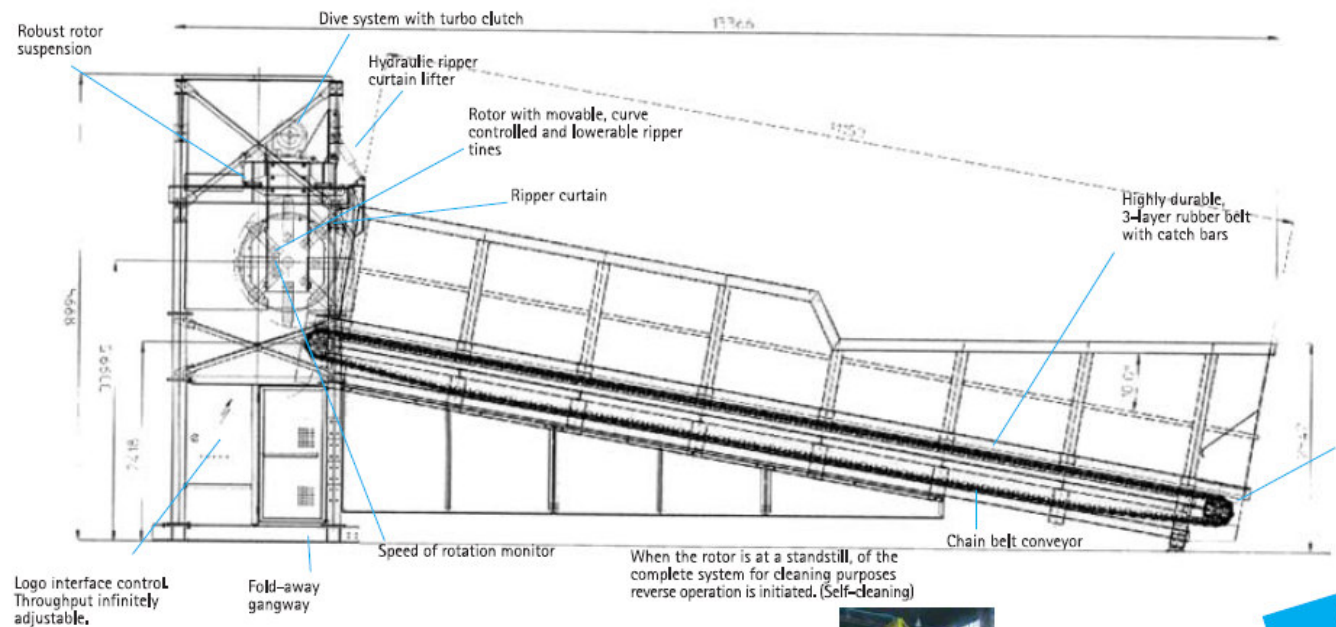 Dive system with turbo clutch
Robust rotor
suspension
Hydraulic ripper
curtain lifter
Rotor with movable, curve
controlled and lowerable ripper
tines
Ripper curtain
Highly durable,
3-layer rubber belt
with catch bars
2418
Speed of rotation monitor
Chain belt conveyor
When the rotor is at a standstill, of the
complete system for cleaning purposes
reverse operation is initiated. (Self-cleaning)
Logo interface control.
Throughput infinitely
adjustable.
Fold-away
gangway